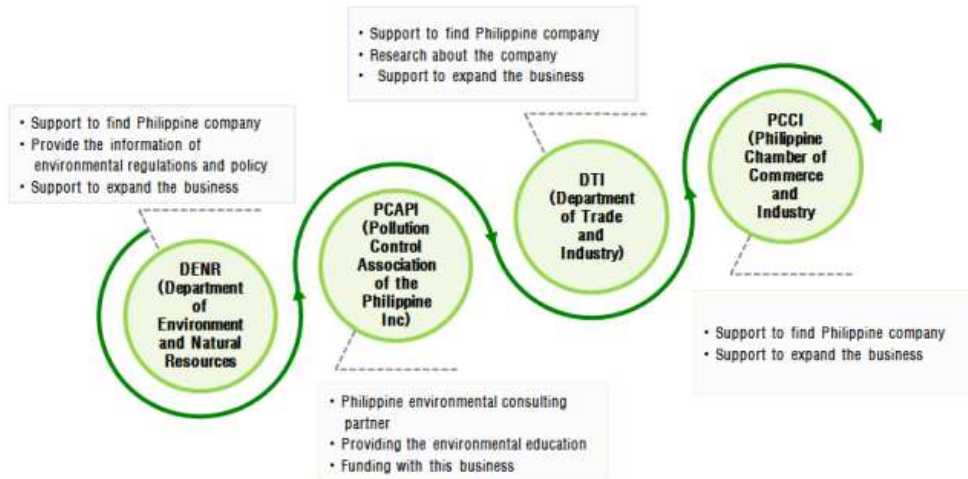 • Support to find Philippine company
• Research about the company
• Support to expand the business
• Support to find Philippine company
• Provide the information of
environmental regulations and policy
• Support to expand the business
PCCI
(Philippine
Chamber of
Commerce
and
Industry
DTI
(Department
of Trade
and
Industry)
PCAPI
(Pollution
Control
Association
of the
Philippine
Inc)
DENR
(Department
of
Environment
and Natural
Resources
• Support to find Philippine company
• Support to expand the business
• Philippine environmental consulting
partner
• Providing the environmental education
• Funding with this business